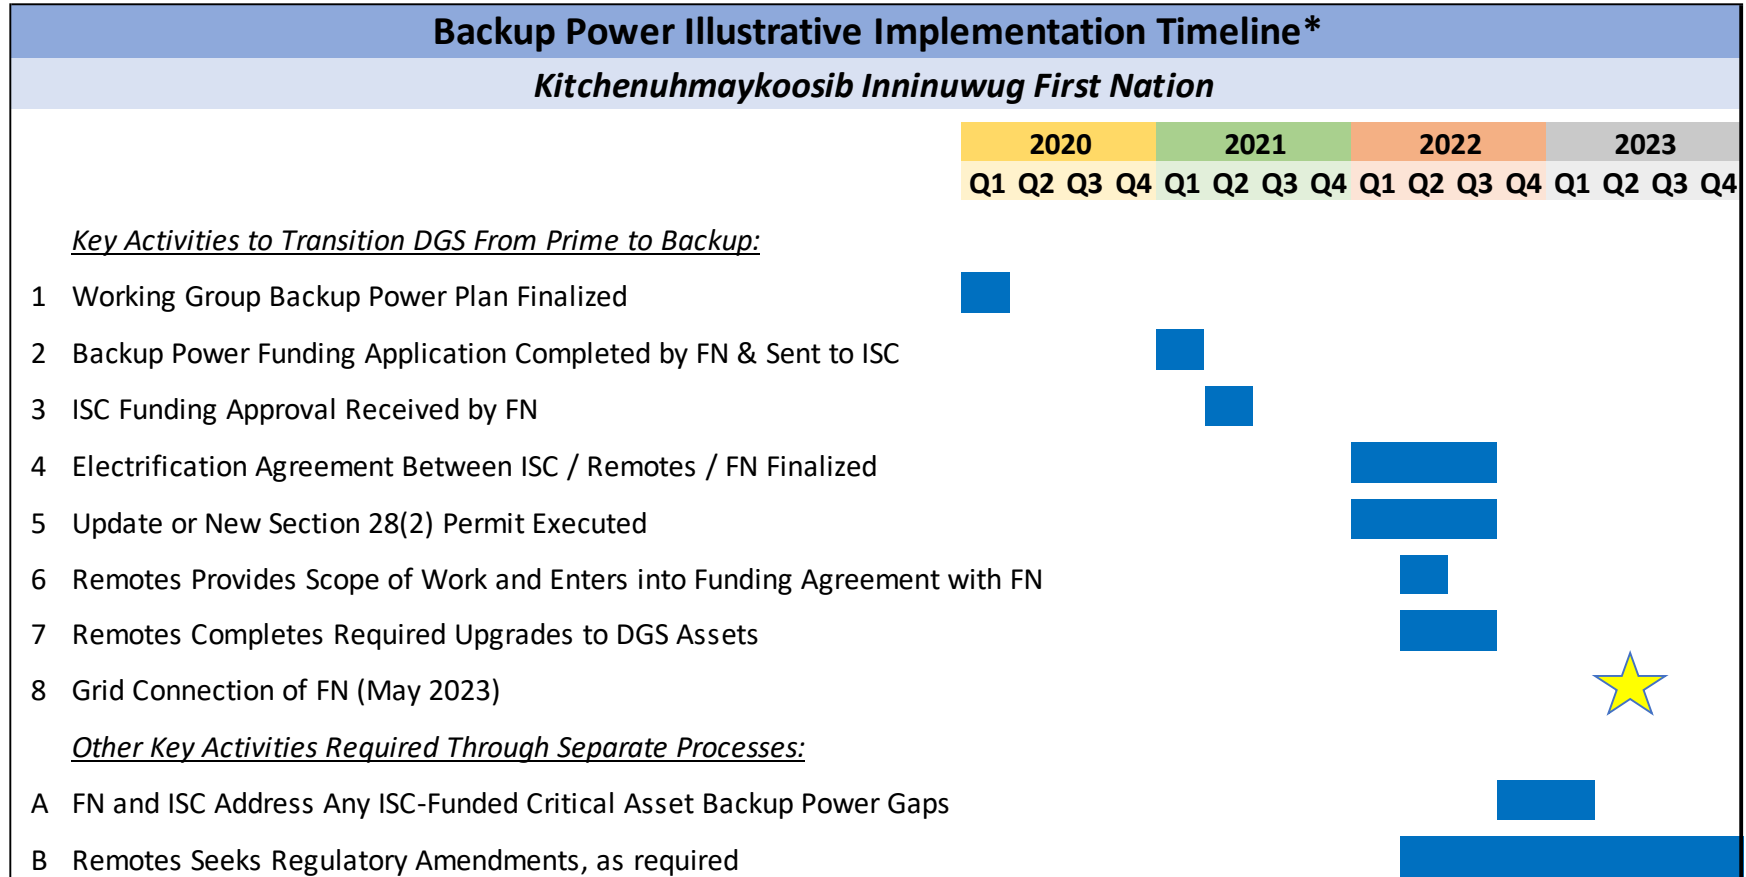 Backup Power Illustrative Implementation Timeline*
Kitchenuhmaykoosib Inninuwug First Nation
2020 2021 2022 2023
Q1 Q2 Q3 Q4 Q1 Q2 Q3 Q4 Q1 Q2 Q3 Q4 Q1 Q2 Q3 Q4
Key Activities to Transition DGS From Prime to Backup:
1 Working Group Backup Power Plan Finalized
2 Backup Power Funding Application Completed by FN & Sent to ISC
3 ISC Funding Approval Received by FN
4 Electrification Agreement Between ISC / Remotes / FN Finalized
5 Update or New Section 28(2) Permit Executed
6 Remotes Provides Scope of Work and Enters into Funding Agreement with FN
7 Remotes Completes Required Upgrades to DGS Assets
8 Grid Connection of FN (May 2023)
Other Key Activities Required Through Separate Processes:
A FN and ISC Address Any ISC-Funded Critical Asset Backup Power Gaps
B Remotes Seeks Regulatory Amendments, as required